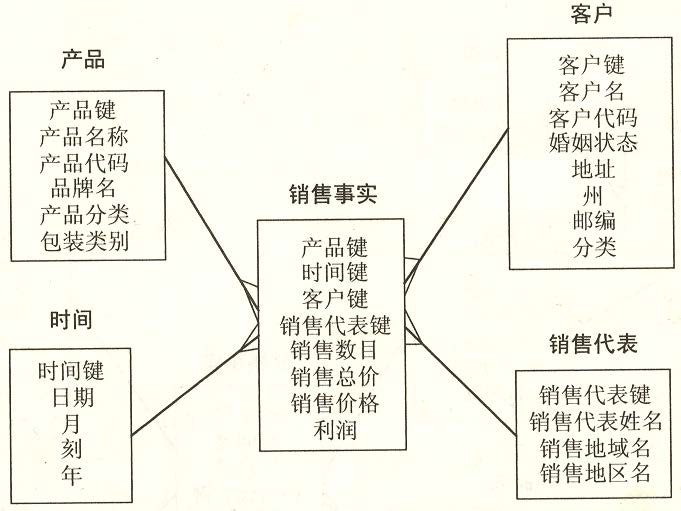 产品
产品键
产品名称
产品代码
品牌名
产品分类
包装类别
时间
时间键
日期
月
刻
年
销售事实
产品键
时间键
客户键
销售代表键
销售数目
销售总价
销售价格
利润
客户
客户键
客户名
客户代码
婚姻状态
地址
州
邮编
分类
销售代表
销售代表键
销售代表姓名
销售地域名
销售地区名